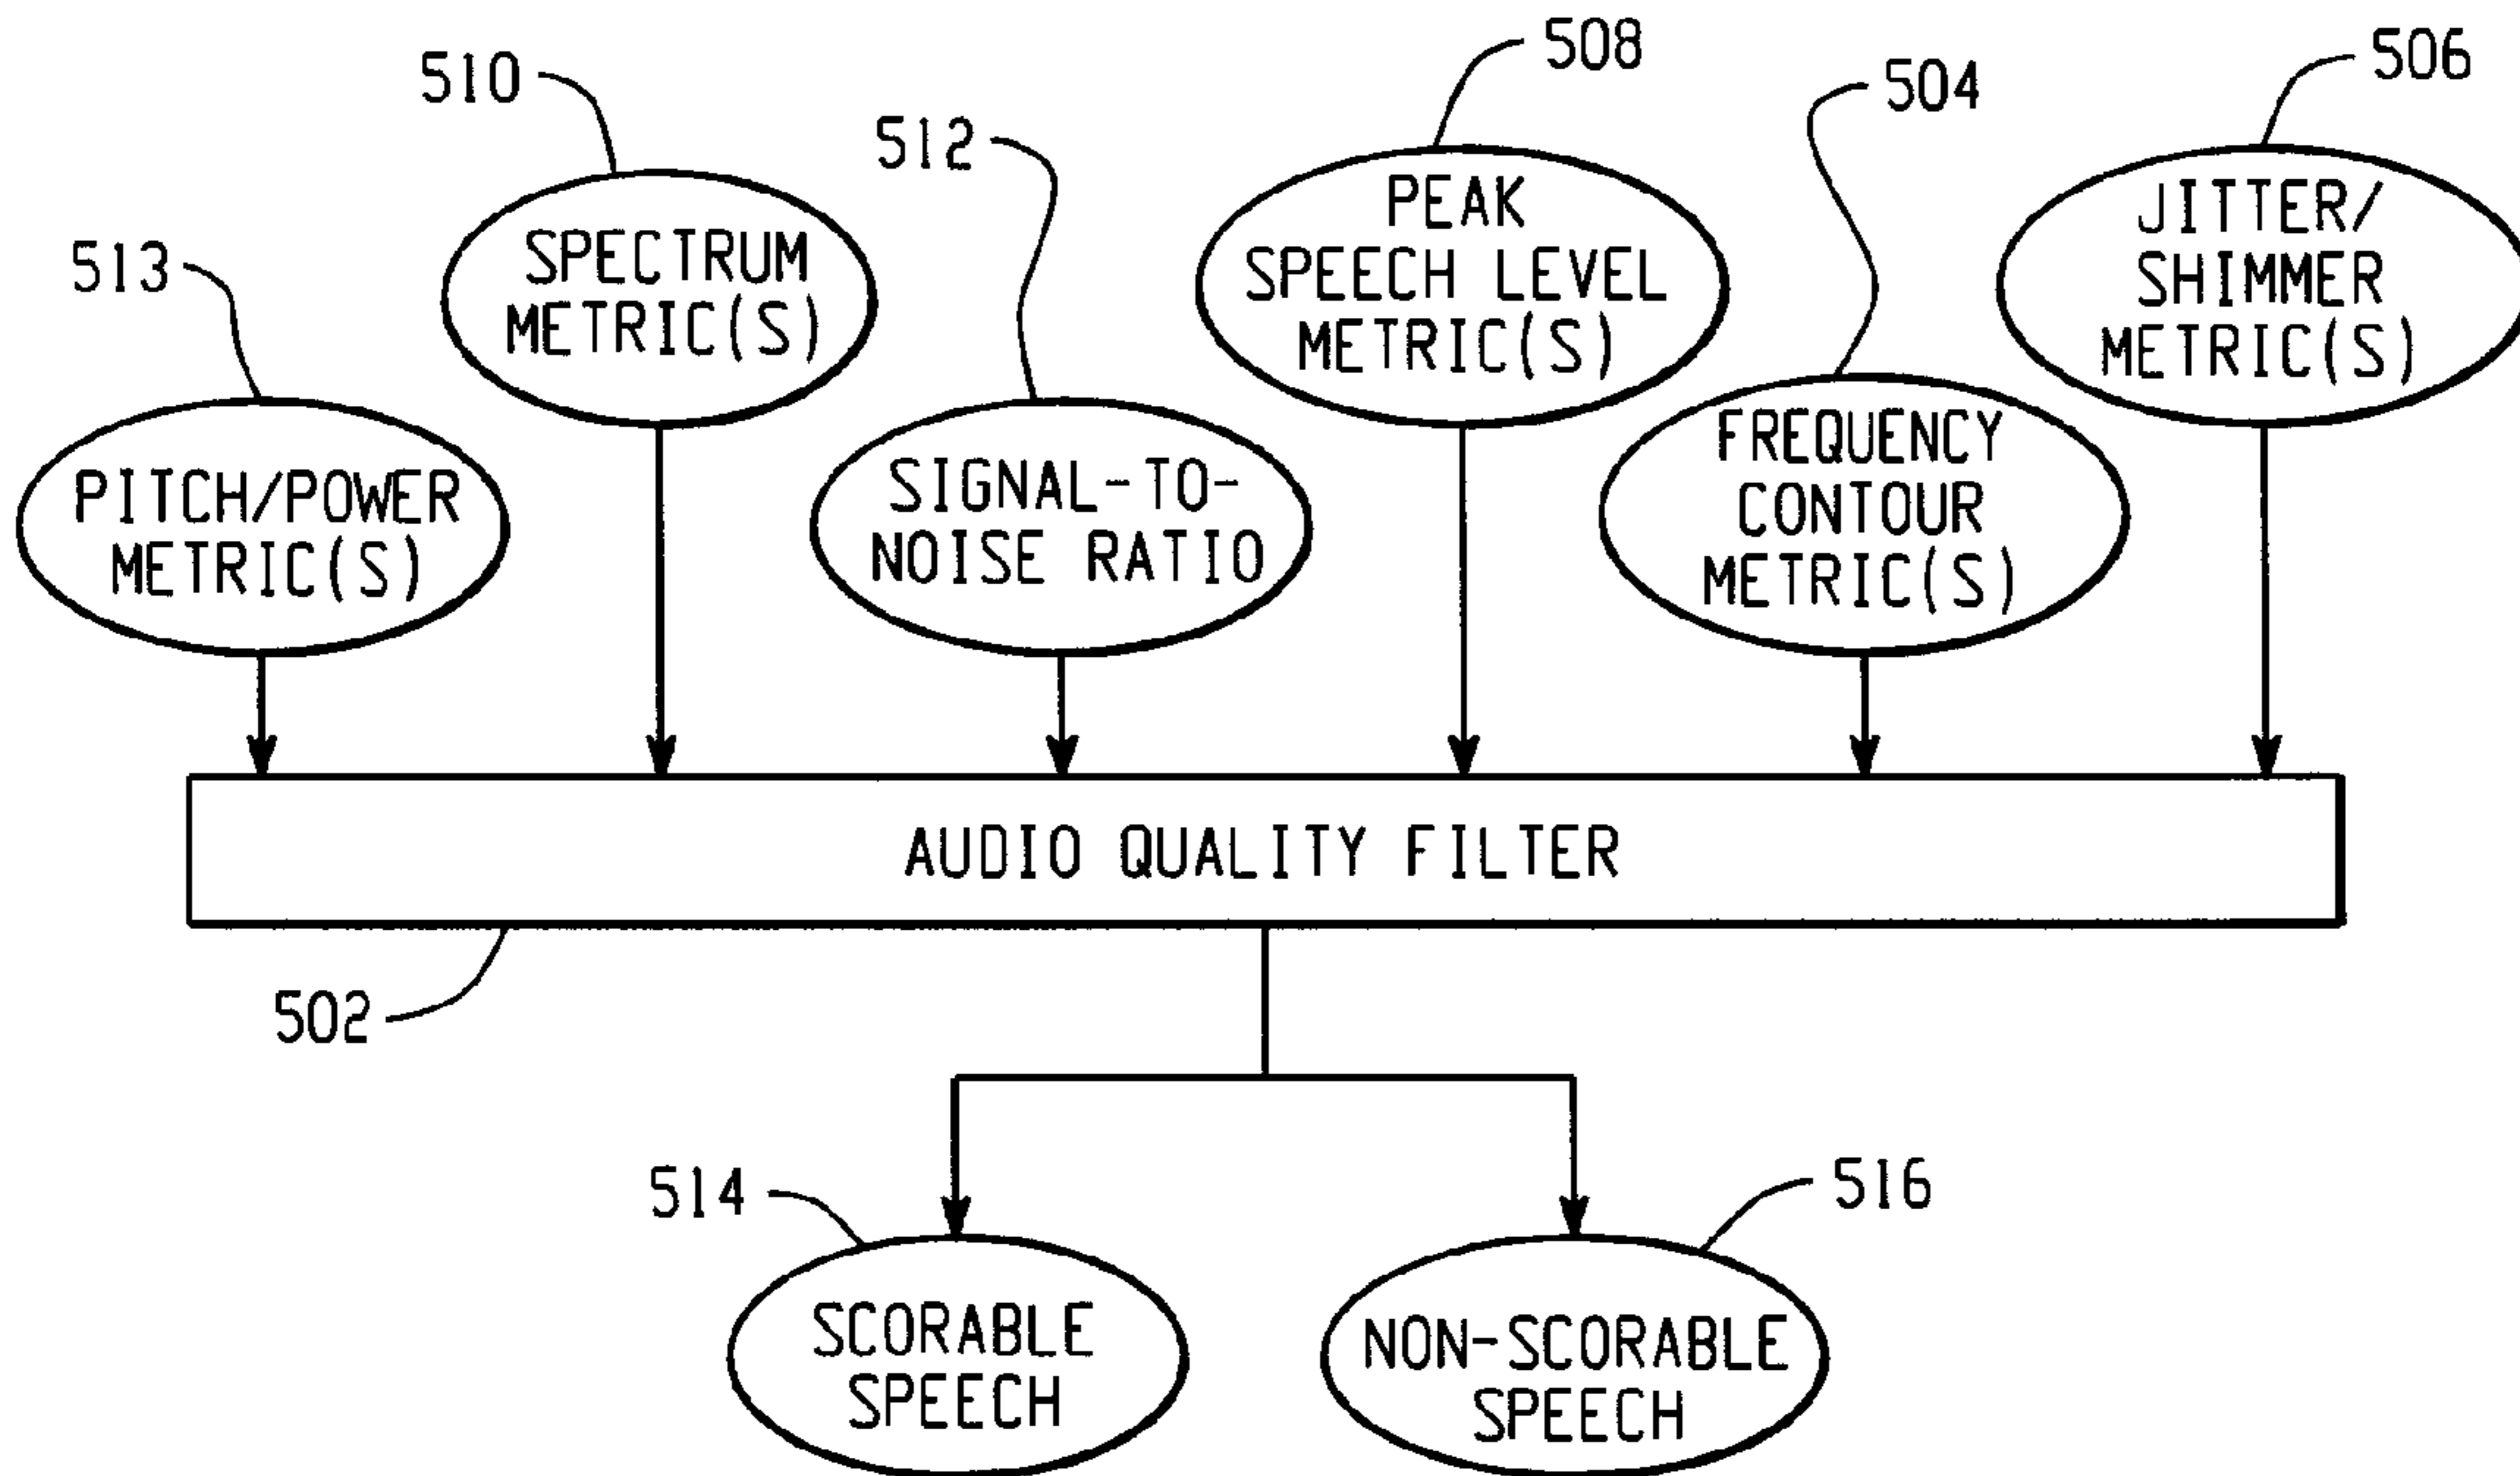 508
506
510
504
512
PEAK
SPEECH LEVEL
METRIC(S)
JITTER/
SHIMMER
METRIC(S)
SPECTRUM
METRIC(S)
513
FREQUENCY
CONTOUR
METRIC(S)
PITCH/POWER
METRIC(S)
SIGNAL-TO-
NOISE RATIO
AUDIO QUALITY FILTER
502
514
516
SCORABLE
SPEECH
NON-SCORABLE
SPEECH